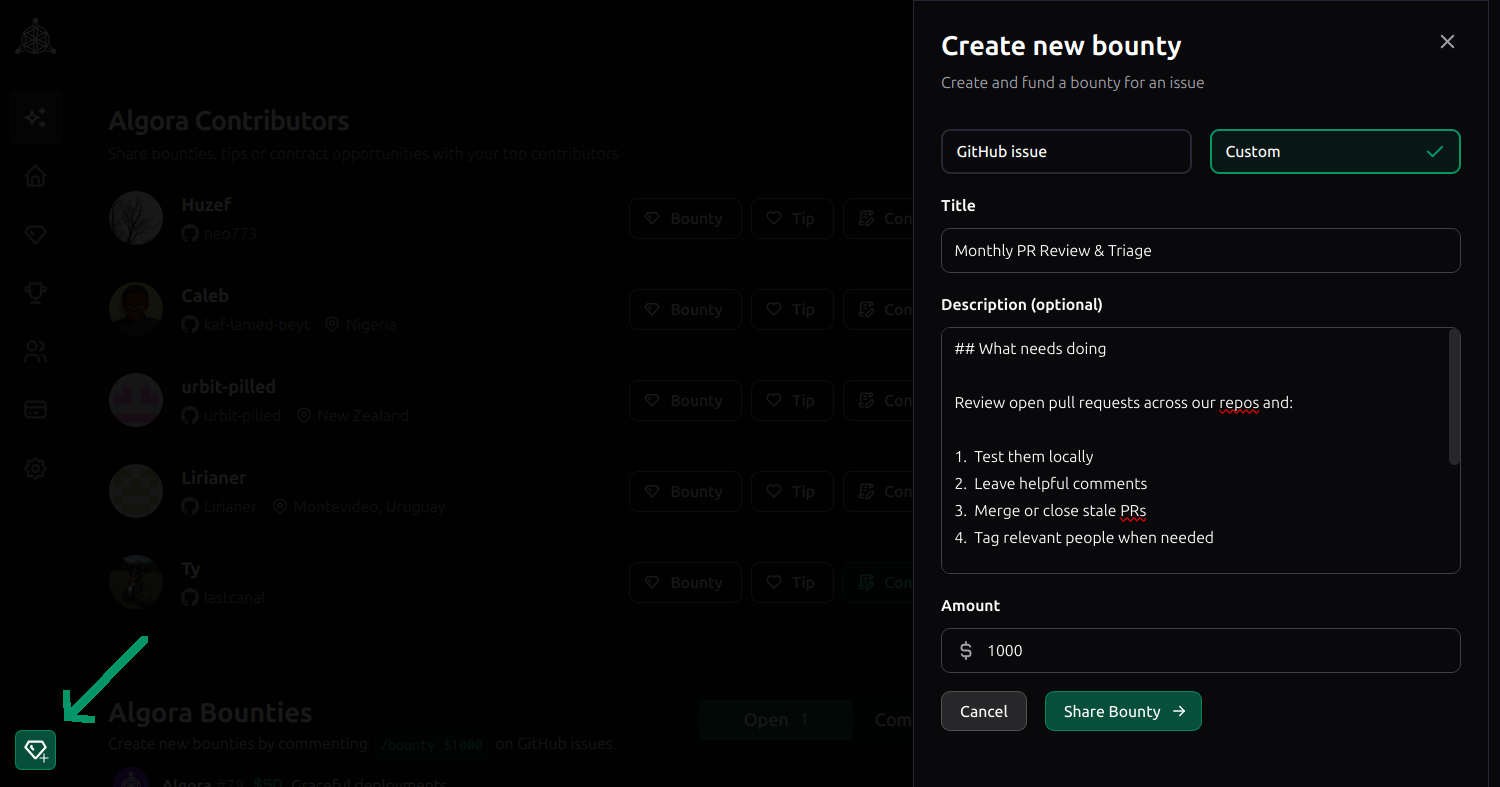 Create new bounty
Create and fund a bounty for an issue
GitHub issue
Custom
Title
Monthly PR Review & Triage
Description (optional)
## What needs doing
Review open pull requests across our repos and:
1. Test them locally
2. Leave helpful comments
3. Merge or close stale PRs
4. Tag relevant people when needed
Amount
$ 1000
Cancel
Share Bounty
Algora Contributors
Share bounties, tips or contract opportunities with your top contributors
Huzef
neo773
Bounty
Tip
Con
Caleb
kaf-lamed-beyt
Nigeria
Bounty
Tip
Con
urbit-pilled
urbit-pilled
New Zealand
Bounty
Tip
Con
Lirianer
Lirianer
Montevideo, Uruguay
Bounty
Tip
Con
Ty
lastcanal
Bounty
Tip
Con
Algora Bounties
Open 1
Com
Create new bounties by commenting /bounty $1000 on GitHub issues.
Algora #78 $50 Graceful deployments